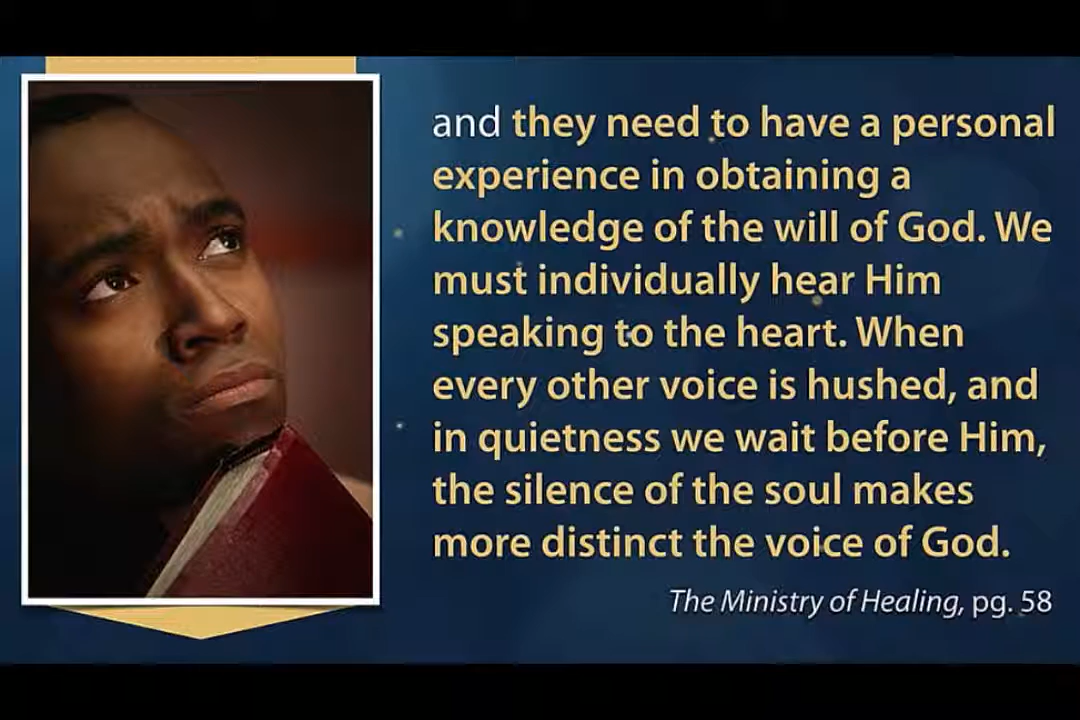 and they need to have a personal
experience in obtaining a
knowledge of the will of God. We
must individually hear Him
speaking to the heart. When
every other voice is hushed, and
in quietness we wait before Him,
the silence of the soul makes
more distinct the voice of God.
The Ministry of Healing, pg. 58